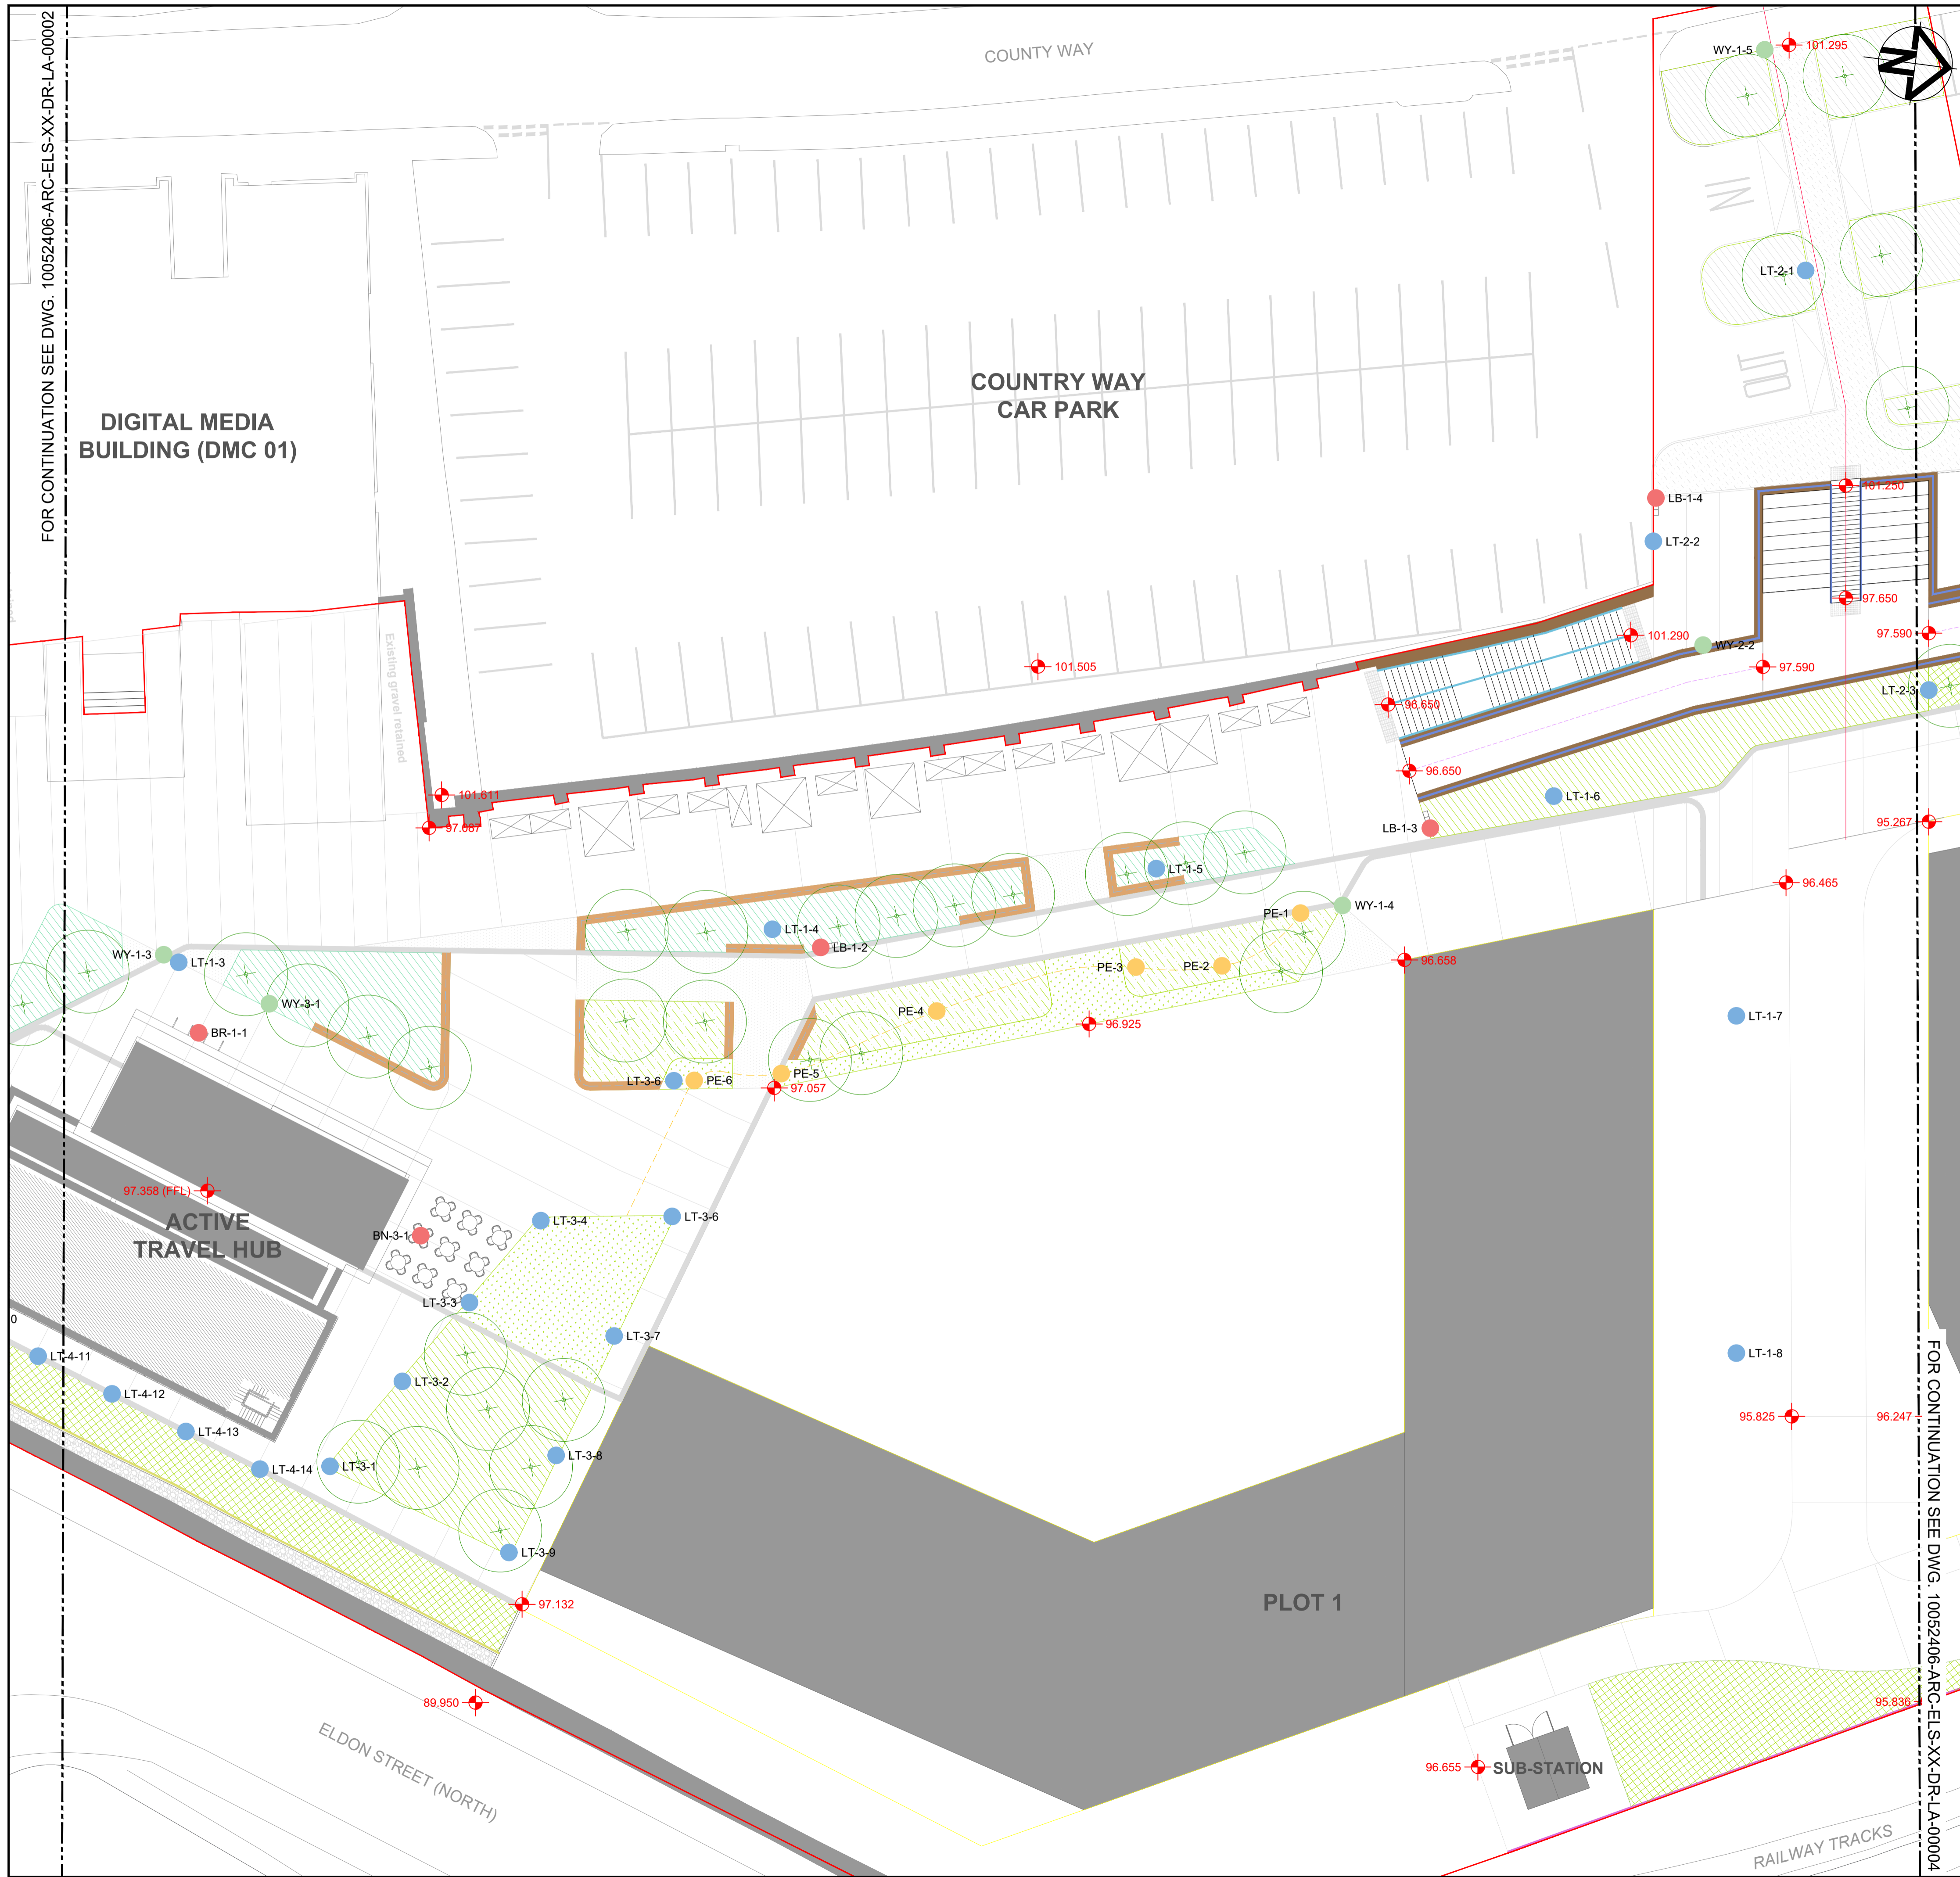 FOR CONTINUATION SEE DWG. 10052406-ARC-ELS-XX-DR-LA-00002
COUNTY WAY
WY-1-5
101.295
N
IN
LT-2-1
OUT
DIGITAL MEDIA
BUILDING (DMC 01)
COUNTRY WAY
CAR PARK
101.250
LB-1-4
LT-2-2
97.650
101.290
97.590
WY-2-2
101.505
97.590
Existing gravel retained
LT-2-3
96.650
96.650
101.611
LT-1-6
97.087
LB-1-3
95.267
LT-1-5
96.465
PE-1
WY-1-4
LT-1-4
LB-1-2
WY-1-3
LT-1-3
PE-3
PE-2
96.658
WY-3-1
PE-4
LT-1-7
96.925
BR-1-1
LT-3-6
PE-6
PE-5
97.057
97.358 (FFL)
ACTIVE
TRAVEL HUB
LT-3-4
LT-3-6
BN-3-1
LT-3-3
0
LT-3-7
LT-4-11
LT-1-8
LT-3-2
LT-4-12
95.825
96.247
LT-4-13
LT-3-8
LT-4-14
LT-3-1
LT-3-9
97.132
PLOT 1
89.950
95.836
ELDON STREET (NORTH)
96.655
SUB-STATION
RAILWAY TRACKS
FOR CONTINUATION SEE DWG. 10052406-ARC-ELS-XX-DR-LA-00004